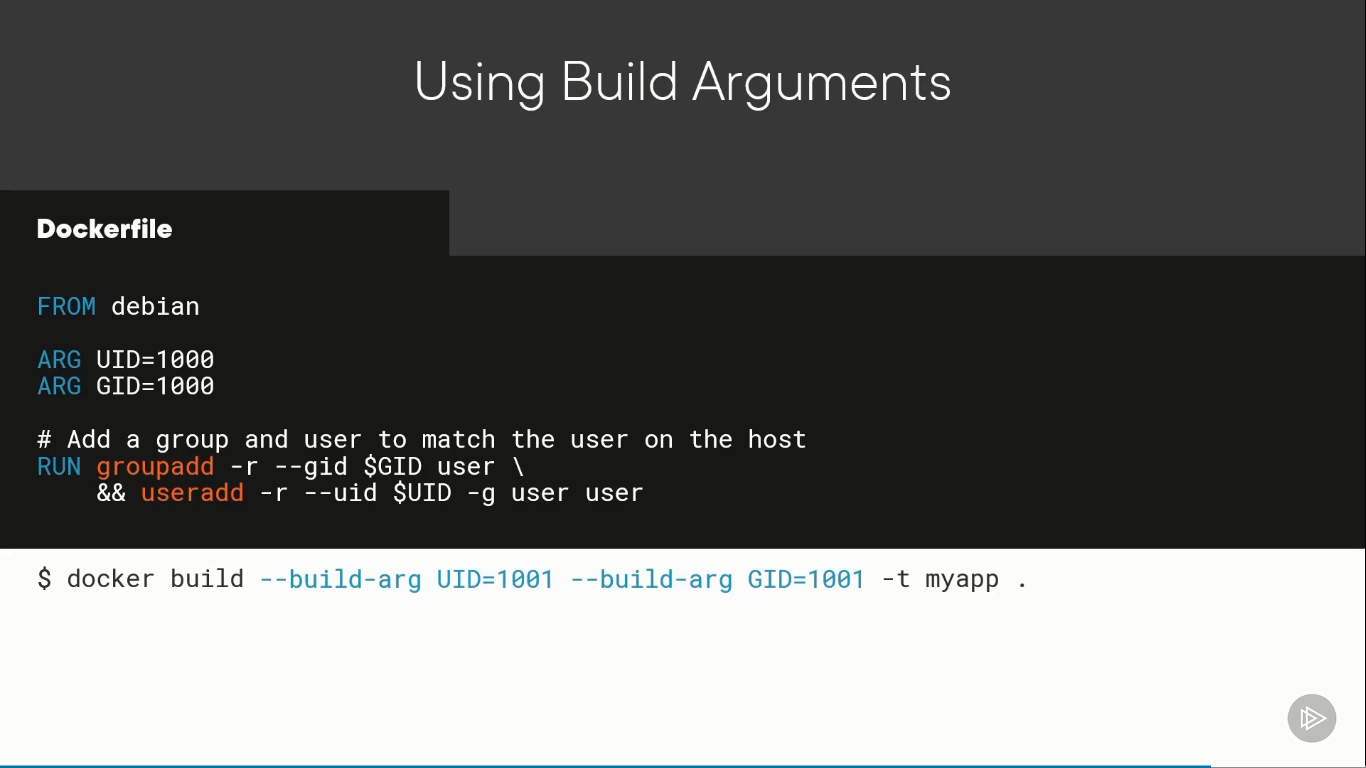 Using Build Arguments
Dockerfile
FROM debian
ARG UID=1000
ARG GID=1000
# Add a group and user to match the user on the host
RUN groupadd -r --gid $GID user \
&& useradd -r --uid $UID -g user user
$ docker build --build-arg UID=1001 --build-arg GID=1001 -t myapp .